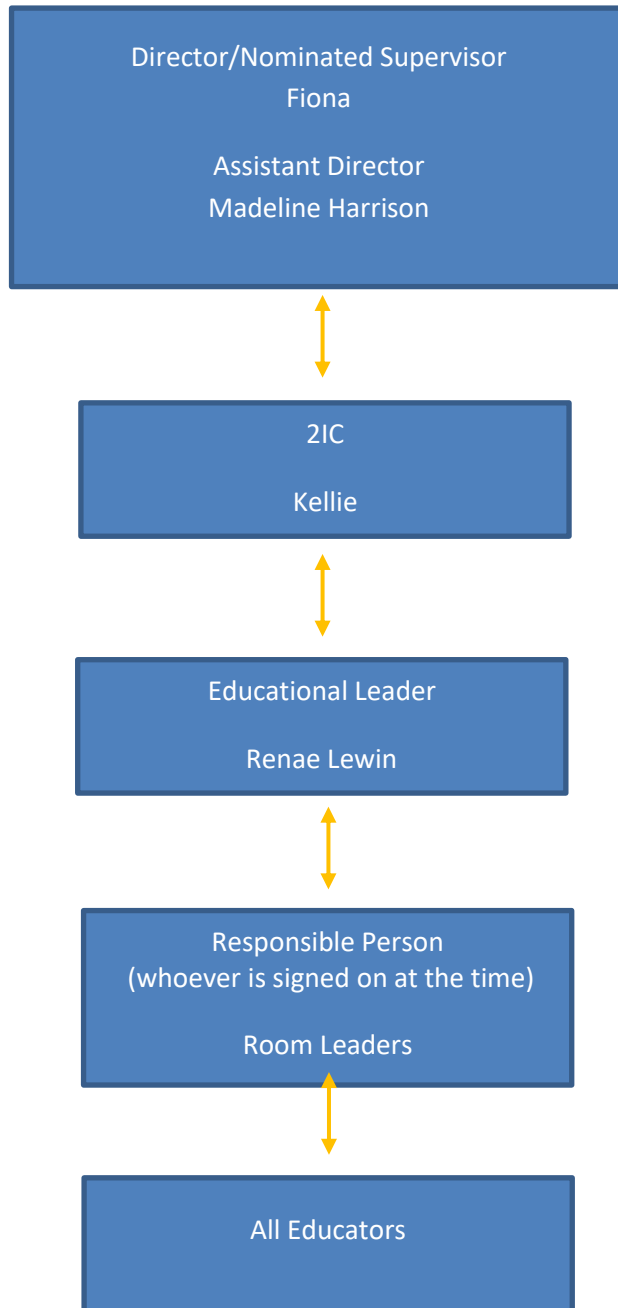 Director/Nominated Supervisor
Fiona
Assistant Director
Madeline Harrison
2IC
Kellie
Educational Leader
Renae Lewin
Responsible Person
(whoever is signed on at the time)
Room Leaders
All Educators